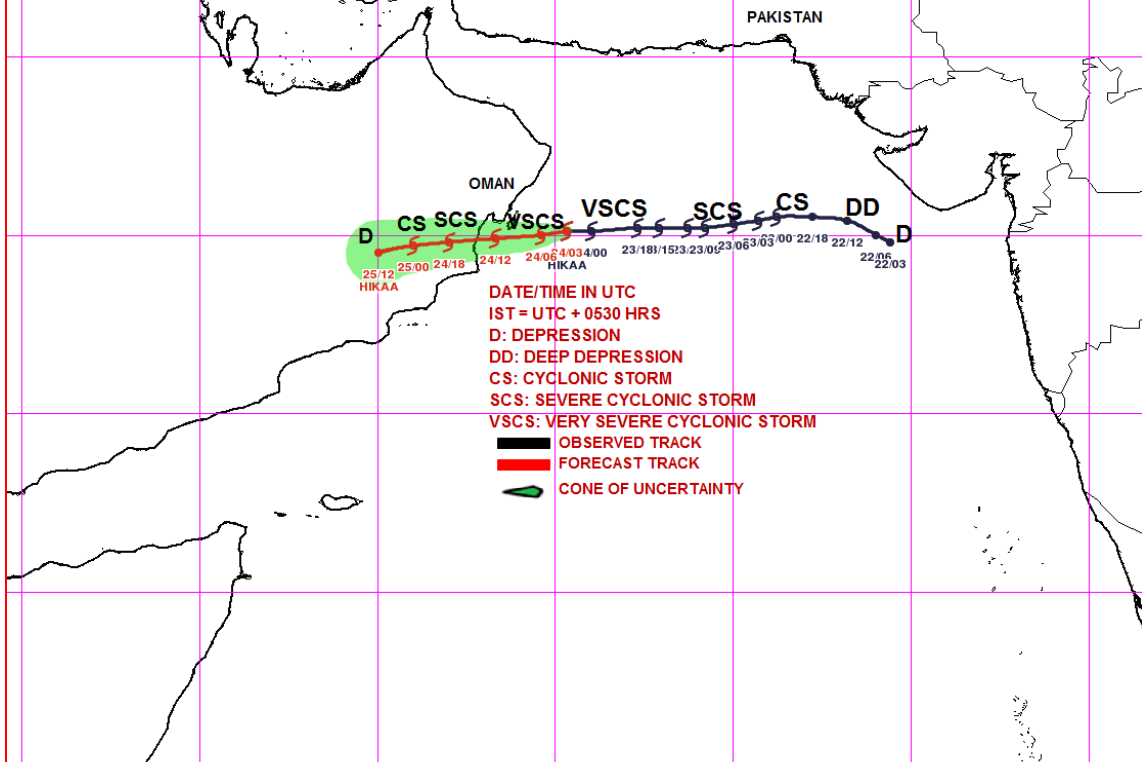 PAKISTAN
OMAN
D CS SCS VSCS VSCS SCS CS DD D
25/12 25/00 24/18 24/12 24/06 24/03 23/18 23/09 23/06 22/18 22/12 22/06 22/03
HIKAA HIKAA
DATE/TIME IN UTC
IST = UTC + 0530 HRS
D: DEPRESSION
DD: DEEP DEPRESSION
CS: CYCLONIC STORM
SCS: SEVERE CYCLONIC STORM
VSCS: VERY SEVERE CYCLONIC STORM
OBSERVED TRACK
FORECAST TRACK
CONE OF UNCERTAINTY